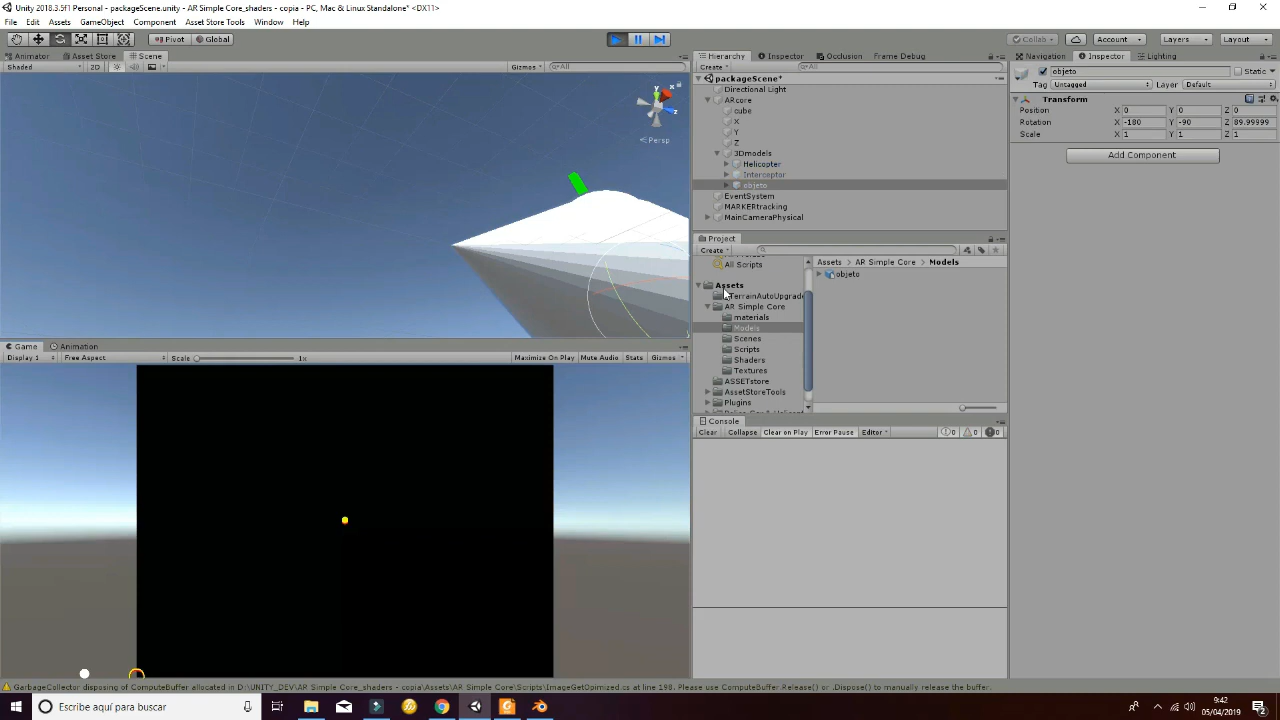 Unity 2018.3.5f1 Personal - packageScene.unity - AR Simple Core_shaders - copia - PC, Mac & Linux Standalone* <DX11>
File Edit Assets GameObject Component Asset Store Tools Window Help
Pivot Global Collab Account Layers Layout
Animator Asset Store Scene
Shaded 2D Gizmos All
y
z
Persp
Hierarchy Inspector Occlusion Frame Debug
Create All
packageScene*
Directional Light
ARcore
cube
X
Y
Z
3Dmodels
Helicopter
Interceptor
objeto
EventSystem
MARKERtracking
MainCameraPhysical
Project
Create
All Scripts
Assets
TerrainAutoUpgrade
AR Simple Core
materials
Models
Scenes
Scripts
Shaders
Textures
ASSETstore
AssetStoreTools
Plugins
Assets AR Simple Core Models
objeto
Console
Clear Collapse Clear on Play Error Pause Editor 0 0 0
Navigation Inspector Lighting
objeto Static
Tag Untagged Layer Default
Transform
Position X 0 Y 0 Z 0
Rotation X -180 Y -90 Z 89.99999
Scale X 1 Y 1 Z 1
Add Component
Game Animation
Display 1 Free Aspect Scale 1x Maximize On Play Mute Audio Stats Gizmos
GarbageCollector disposing of ComputeBuffer allocated in D:\UNITY_DEV\AR Simple Core_shaders - copia\Assets\AR Simple Core\Scripts\ImageGetOpimized.cs at line 198. Please use ComputeBuffer.Release() or .Dispose() to manually release the buffer.
Escribe aquí para buscar
9:42
05/04/2019